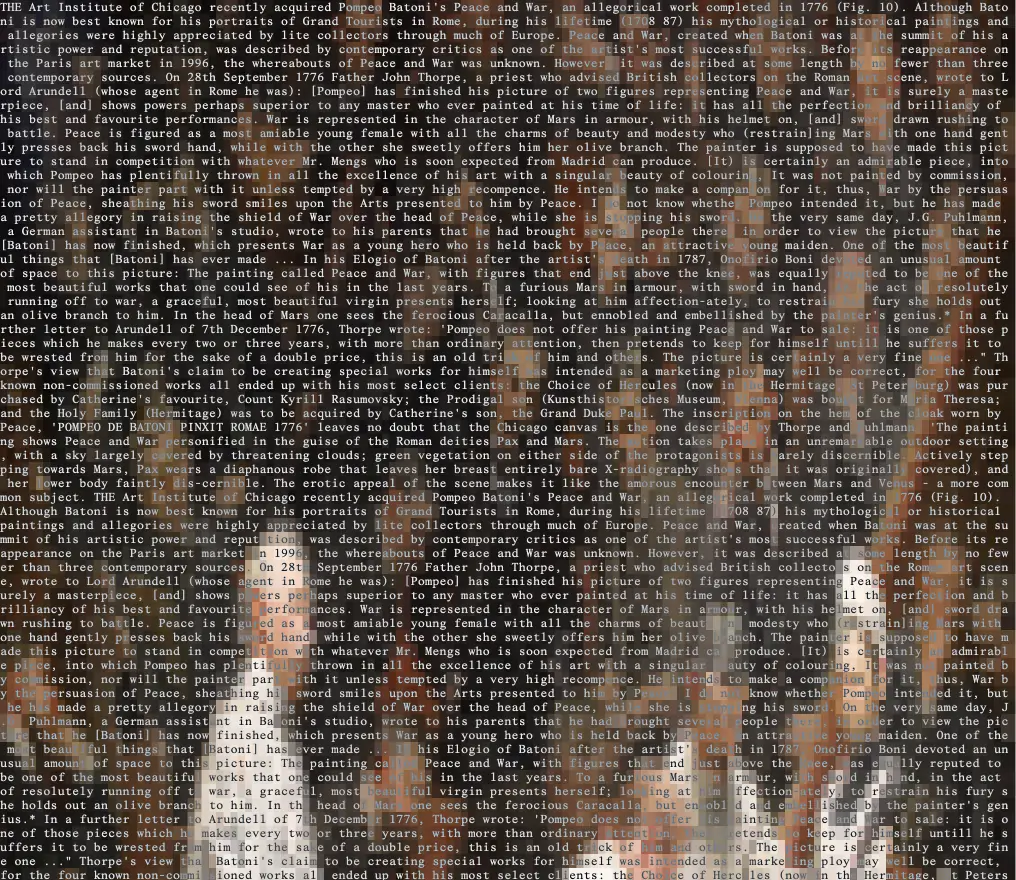 THE Art Institute of Chicago recently acquired Pompeo Batoni's Peace and War, an allegorical work completed in 1776 (Fig. 10). Although Bato
ni is now best known for his portraits of Grand Tourists in Rome, during his lifetime (1708 87) his mythological or historical paintings and
allegories were highly appreciated by lite collectors through much of Europe. Peace and War, created when Batoni was at the summit of his a
rtistic power and reputation, was described by contemporary critics as one of the artist's most successful works. Before its reappearance on
the Paris art market in 1996, the whereabouts of Peace and War was unknown. However, it was described at some length by no fewer than three
contemporary sources. On 28th September 1776 Father John Thorpe, a priest who advised British collectors on the Roman art scene, wrote to L
ord Arundell (whose agent in Rome he was): [Pompeo] has finished his picture of two figures representing Peace and War, it is surely a maste
rpiece, [and] shows powers perhaps superior to any master who ever painted at his time of life: it has all the perfection and brilliancy of
his best and favourite performances. War is represented in the character of Mars in armour, with his helmet on, [and] sword drawn rushing to
battle. Peace is figured as a most amiable young female with all the charms of beauty and modesty who (restrain]ing Mars with one hand gent
ly presses back his sword hand, while with the other she sweetly offers him her olive branch. The painter is supposed to have made this pict
ure to stand in competition with whatever Mr. Mengs who is soon expected from Madrid can produce. [It) is certainly an admirable piece, into
which Pompeo has plentifully thrown in all the excellence of his art with a singular beauty of colouring. It was not painted by commission,
nor will the painter part with it unless tempted by a very high recompence. He intends to make a companion for it, thus, War by the persuas
ion of Peace, sheathing his sword smiles upon the Arts presented to him by Peace. I do not know whether Pompeo intended it, but he has made
a pretty allegory in raising the shield of War over the head of Peace, while she is stopping his sword. On the very same day, J.G. Puhlmann,
a German assistant in Batoni's studio, wrote to his parents that he had brought several people there in order to view the picture that he
[Batoni] has now finished, which presents War as a young hero who is held back by Peace, an attractive young maiden. One of the most beautif
ul things that [Batoni] has ever made ... In his Elogio of Batoni after the artist's death in 1787, Onofirio Boni devoted an unusual amount
of space to this picture: The painting called Peace and War, with figures that end just above the knee, was equally reputed to be one of the
most beautiful works that one could see of his in the last years. To a furious Mars in armour, with sword in hand, and in the act of resolutely
running off to war, a graceful, most beautiful virgin presents herself; looking at him affection-ately, to restrain his fury she holds out
an olive branch to him. In the head of Mars one sees the ferocious Caracalla, but ennobled and embellished by the painter's genius.* In a fu
rther letter to Arundell of 7th December 1776, Thorpe wrote: 'Pompeo does not offer his painting Peace and War to sale: it is one of those p
ieces which he makes every two or three years, with more than ordinary attention, then pretends to keep for himself untill he suffers it to
be wrested from him for the sake of a double price, this is an old trick of him and others. The picture is certainly a very fine one ..." Th
orpe's view that Batoni's claim to be creating special works for himself was intended as a marketing ploy may well be correct, for the four
known non-commissioned works all ended up with his most select clients: the Choice of Hercules (now in the Hermitage, St Petersburg) was pur
chased by Catherine's favourite, Count Kyrill Rasumovsky; the Prodigal Son (Kunsthistorisches Museum, Vienna) was bought for Maria Theresa;
and the Holy Family (Hermitage) was to be acquired by Catherine's son, the Grand Duke Paul. The inscription on the hem of the cloak worn by
Peace, 'POMPEO DE BATONI PINXIT ROMAE 1776' leaves no doubt that the Chicago canvas is the one described by Thorpe and Puhlmann. The painti
ng shows Peace and War personified in the guise of the Roman deities Pax and Mars. The action takes place in an unremarkable outdoor setting
, with a sky largely covered by threatening clouds; green vegetation on either side of the protagonists is barely discernible. Actively step
ping towards Mars, Pax wears a diaphanous robe that leaves her breast entirely bare X-radiography shows that it was originally covered), and
her lower body faintly dis-cernible. The erotic appeal of the scene makes it like the amorous encounter between Mars and Venus - a more com
mon subject. THE Art Institute of Chicago recently acquired Pompeo Batoni's Peace and War, an allegorical work completed in 1776 (Fig. 10).
Although Batoni is now best known for his portraits of Grand Tourists in Rome, during his lifetime (1708 87) his mythological or historical
paintings and allegories were highly appreciated by lite collectors through much of Europe. Peace and War, created when Batoni was at the su
mmit of his artistic power and reputation, was described by contemporary critics as one of the artist's most successful works. Before its re
appearance on the Paris art market in 1996, the whereabouts of Peace and War was unknown. However, it was described at some length by no few
er than three contemporary sources. On 28th September 1776 Father John Thorpe, a priest who advised British collectors on the Roman art scen
e, wrote to Lord Arundell (whose agent in Rome he was): [Pompeo] has finished his picture of two figures representing Peace and War, it is s
urely a masterpiece, [and] shows powers perhaps superior to any master who ever painted at his time of life: it has all the perfection and b
rilliancy of his best and favourite performances. War is represented in the character of Mars in armour, with his helmet on, [and] sword dra
wn rushing to battle. Peace is figured as a most amiable young female with all the charms of beauty and modesty who (restrain]ing Mars with
one hand gently presses back his sword hand, while with the other she sweetly offers him her olive branch. The painter is supposed to have m
ade this picture to stand in competition with whatever Mr. Mengs who is soon expected from Madrid can produce. [It) is certainly an admirabl
e piece, into which Pompeo has plentifully thrown in all the excellence of his art with a singular beauty of colouring. It was not painted b
y commission, nor will the painter part with it unless tempted by a very high recompence. He intends to make a companion for it, thus, War b
y the persuasion of Peace, sheathing his sword smiles upon the Arts presented to him by Peace. I do not know whether Pompeo intended it, but
he has made a pretty allegory in raising the shield of War over the head of Peace, while she is stopping his sword. On the very same day, J
.G. Puhlmann, a German assistant in Batoni's studio, wrote to his parents that he had brought several people there in order to view the pic
ture that he [Batoni] has now finished, which presents War as a young hero who is held back by Peace, an attractive young maiden. One of the
most beautiful things that [Batoni] has ever made ... In his Elogio of Batoni after the artist's death in 1787, Onofirio Boni devoted an un
usual amount of space to this picture: The painting called Peace and War, with figures that end just above the knee, was equally reputed to
be one of the most beautiful works that one could see of his in the last years. To a furious Mars in armour, with sword in hand, and in the act
of resolutely running off to war, a graceful, most beautiful virgin presents herself; looking at him affection-ately, to restrain his fury s
he holds out an olive branch to him. In the head of Mars one sees the ferocious Caracalla, but ennobled and embellished by the painter's gen
ius.* In a further letter to Arundell of 7th December 1776, Thorpe wrote: 'Pompeo does not offer his painting Peace and War to sale: it is o
ne of those pieces which he makes every two or three years, with more than ordinary attention, then pretends to keep for himself untill he s
uffers it to be wrested from him for the sake of a double price, this is an old trick of him and others. The picture is certainly a very fin
e one ..." Thorpe's view that Batoni's claim to be creating special works for himself was intended as a marketing ploy may well be correct,
for the four known non-commissioned works all ended up with his most select clients: the Choice of Hercules (now in the Hermitage, St Peters